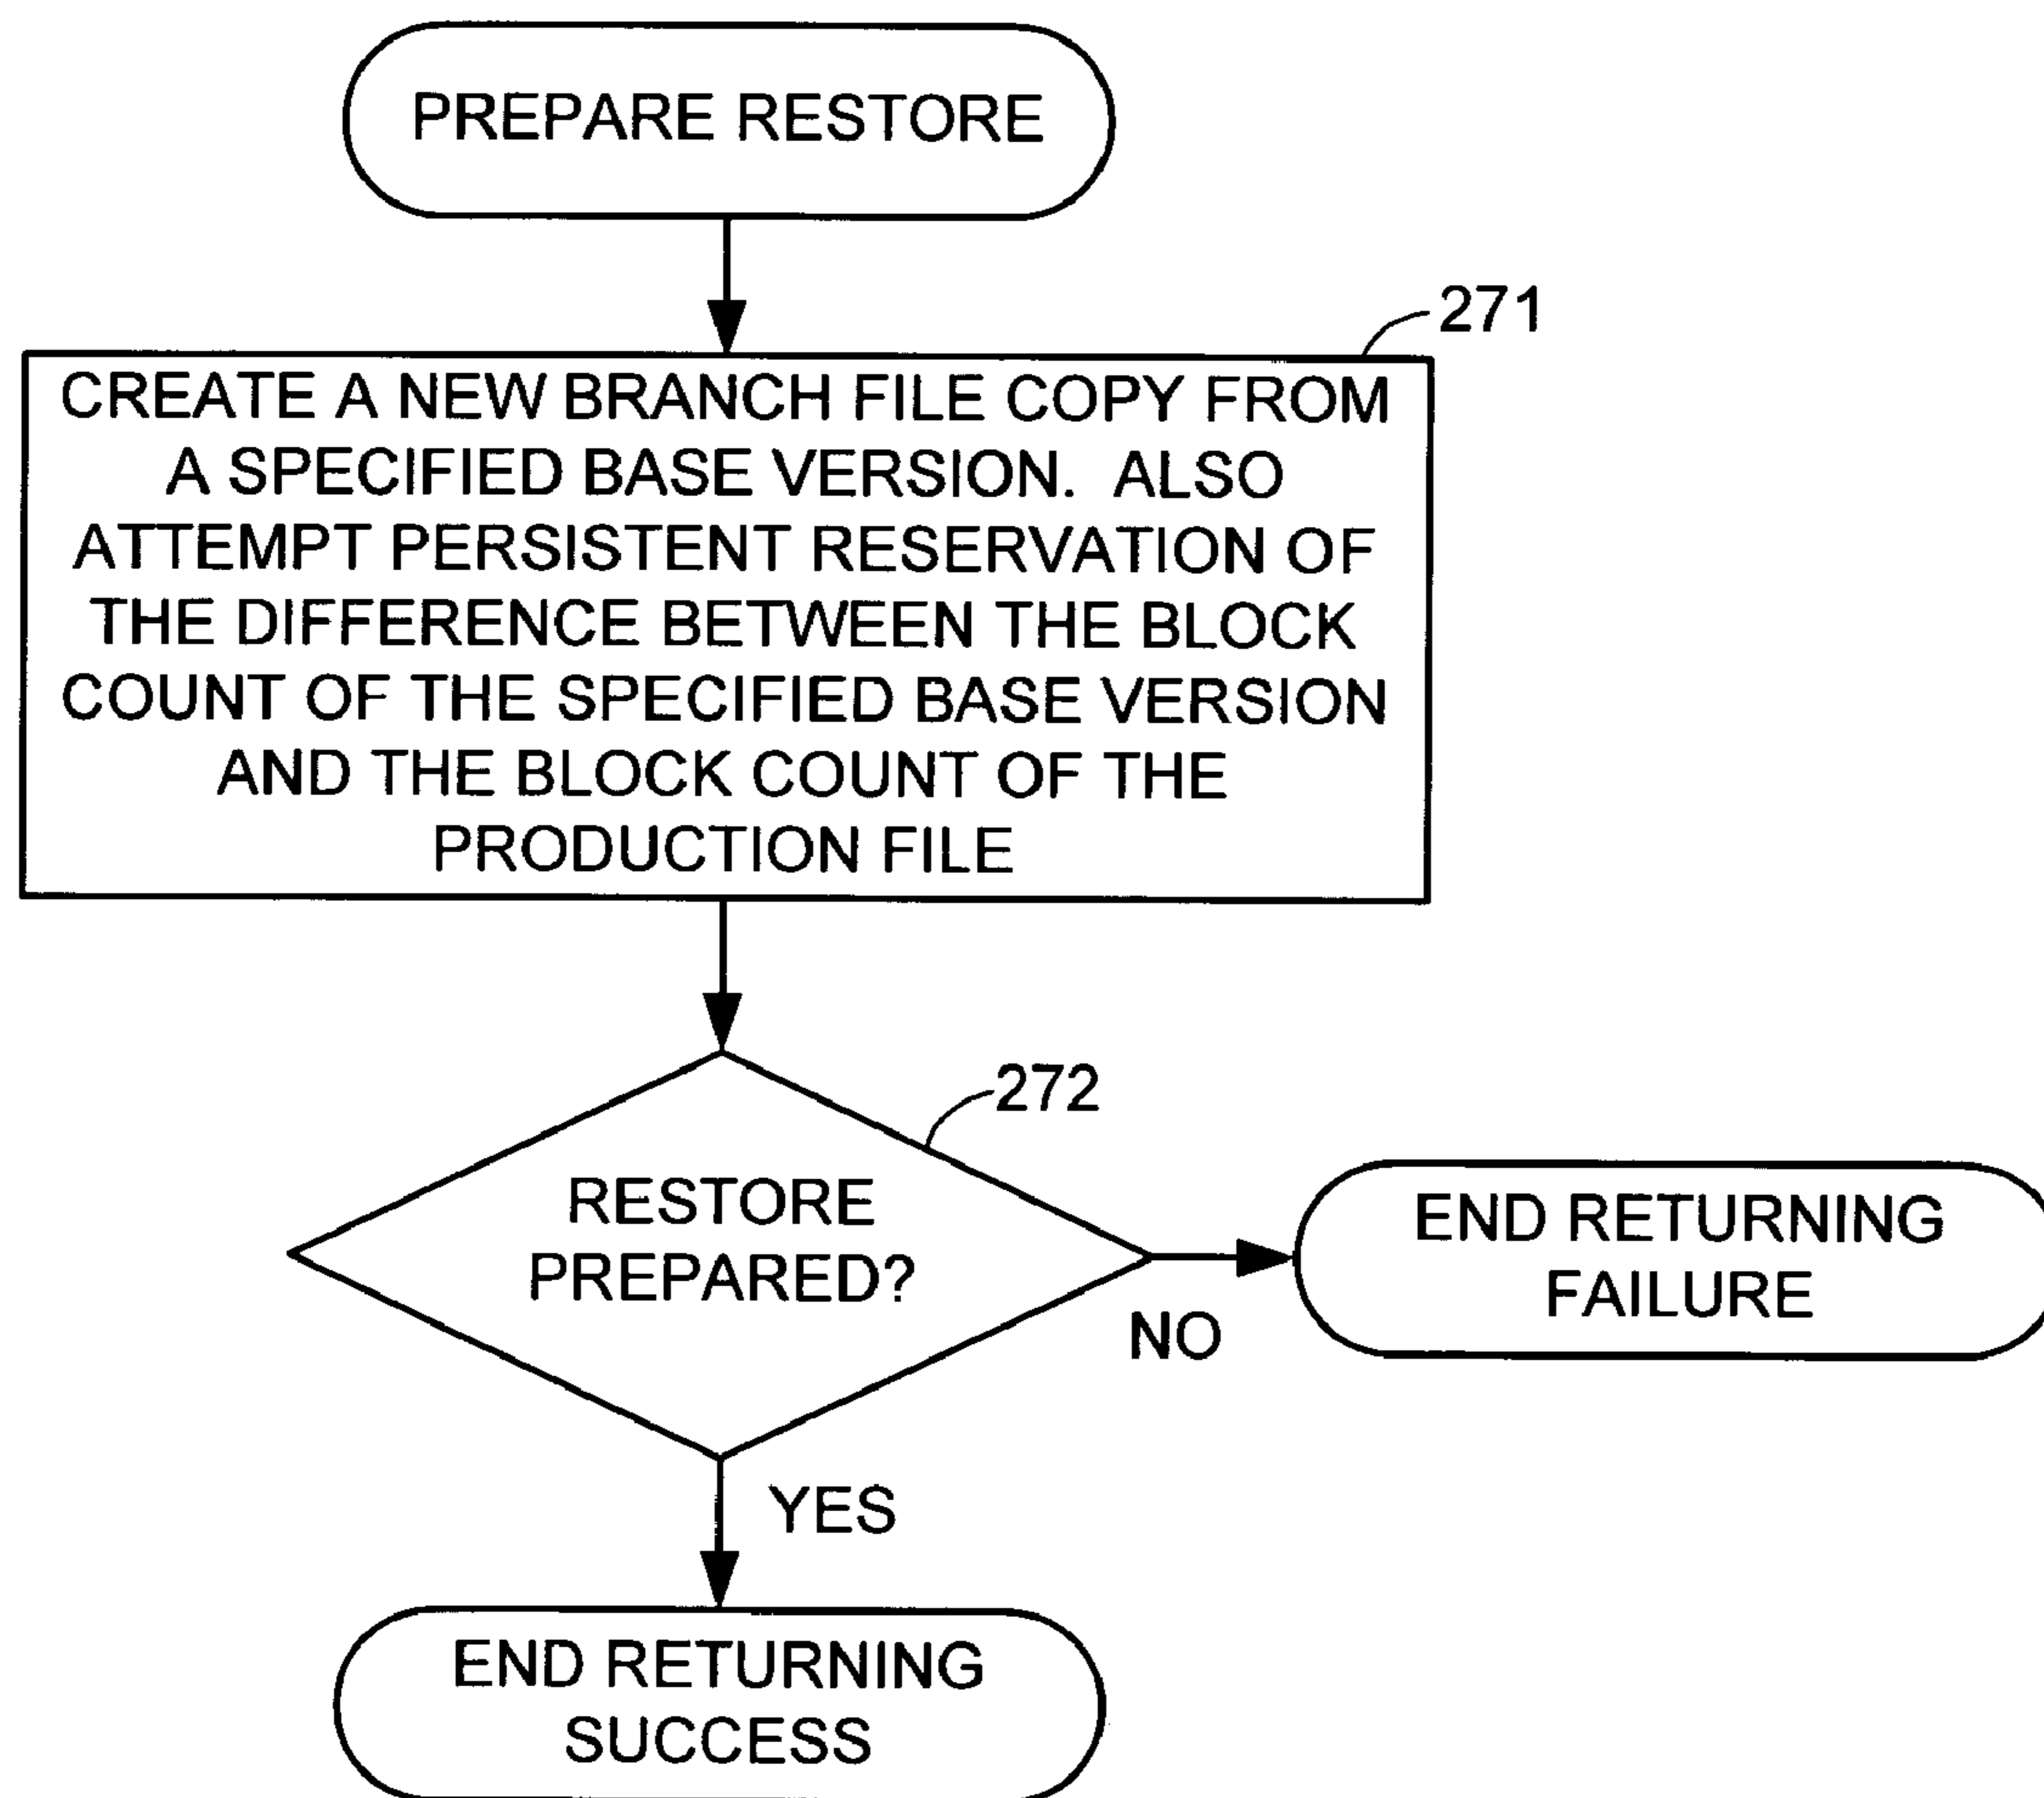 PREPARE RESTORE
271
CREATE A NEW BRANCH FILE COPY FROM
A SPECIFIED BASE VERSION. ALSO
ATTEMPT PERSISTENT RESERVATION OF
THE DIFFERENCE BETWEEN THE BLOCK
COUNT OF THE SPECIFIED BASE VERSION
AND THE BLOCK COUNT OF THE
PRODUCTION FILE
272
RESTORE
PREPARED?
NO
END RETURNING
FAILURE
YES
END RETURNING
SUCCESS